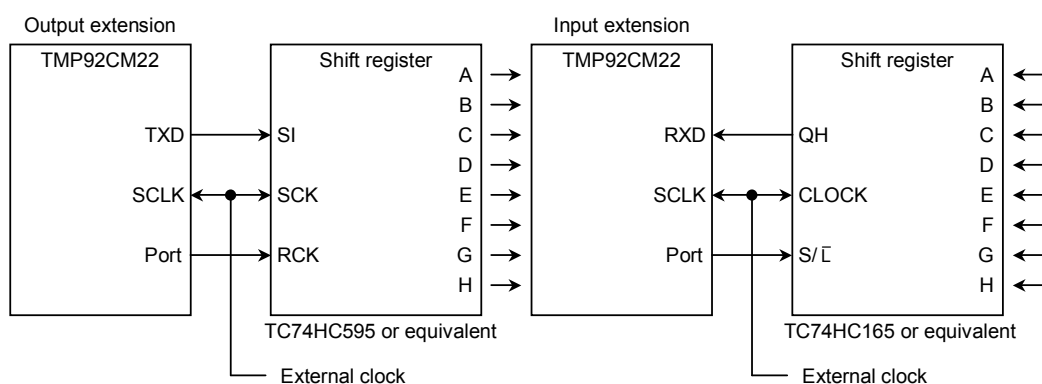 Output extension
TMP92CM22
TXD
SCLK
Port
Shift register
SI
SCK
RCK
A
B
C
D
E
F
G
H
TC74HC595 or equivalent
External clock
Input extension
TMP92CM22
RXD
SCLK
Port
Shift register
QH
CLOCK
S/L̅
A
B
C
D
E
F
G
H
TC74HC165 or equivalent
External clock